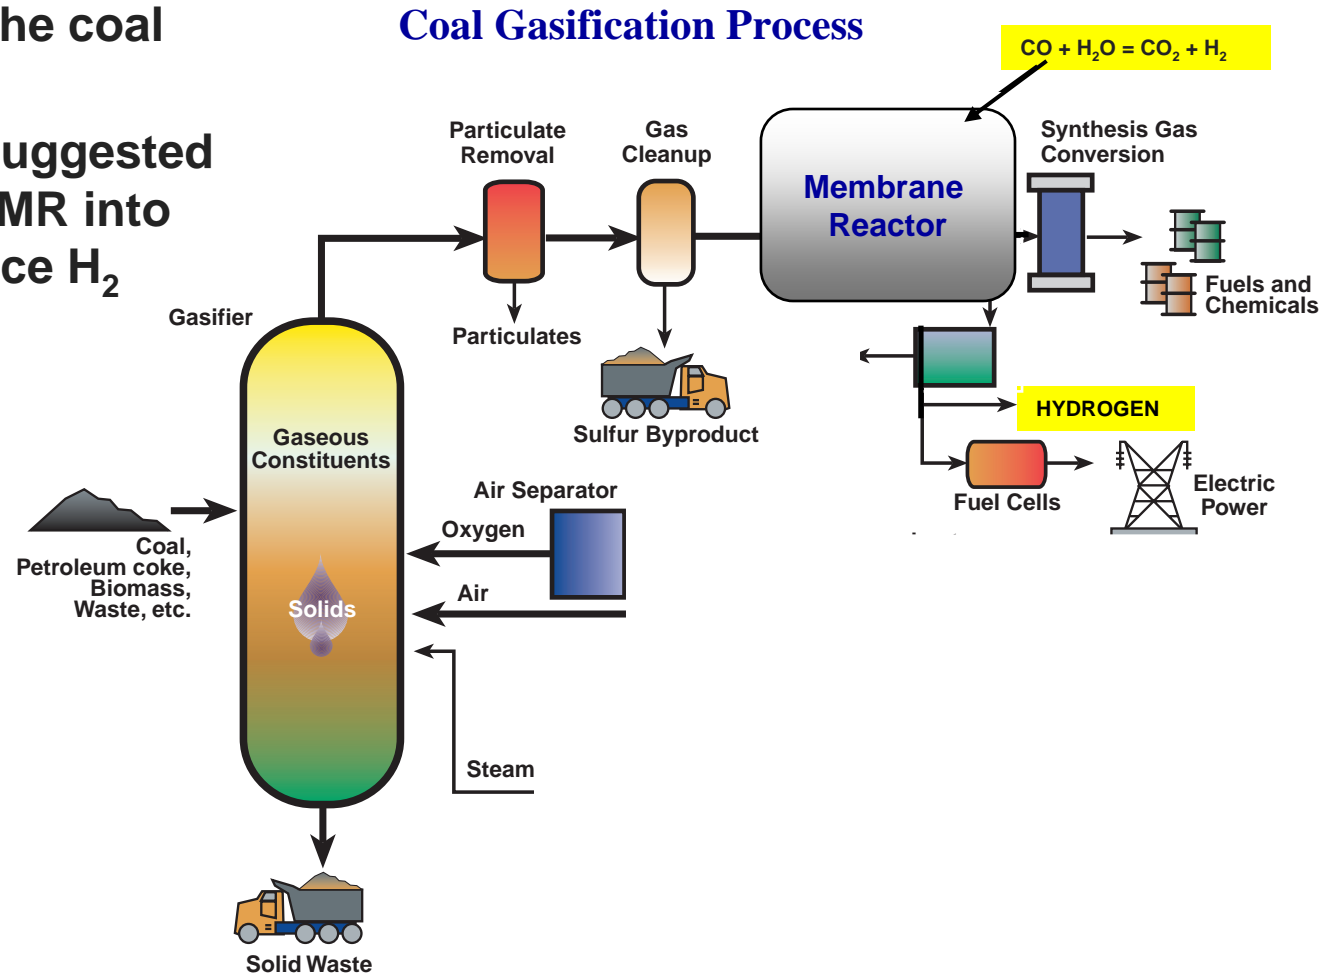 he coal
Coal Gasification Process
CO + H₂O = CO₂ + H₂
uggested
MR into
ce H₂
Particulate
Removal
Gas
Cleanup
Membrane
Reactor
Synthesis Gas
Conversion
Fuels and
Chemicals
Gasifier
Particulates
Sulfur Byproduct
HYDROGEN
Fuel Cells
Electric
Power
Gaseous
Constituents
Air Separator
Oxygen
Air
Coal,
Petroleum coke,
Biomass,
Waste, etc.
Solids
Steam
Solid Waste